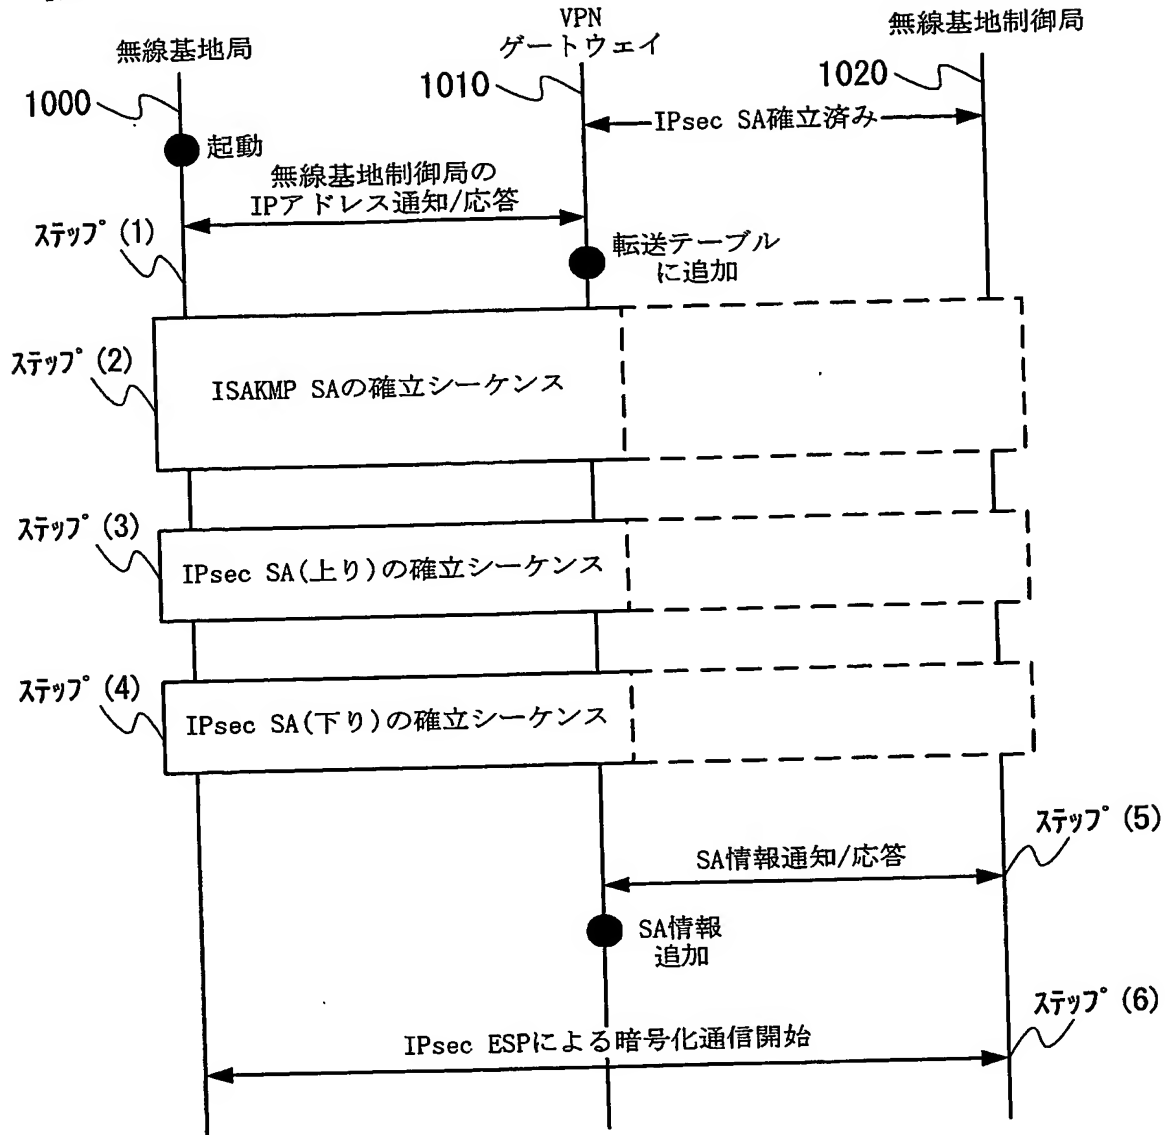 無線基地局
VPN
ゲートウェイ
無線基地制御局
1000
1010
1020
IPsec SA確立済み
起動
無線基地制御局の
IPアドレス通知/応答
ステップ(1)
転送テーブル
に追加
ステップ(2)
ISAKMP SAの確立シーケンス
ステップ(3)
IPsec SA(上り)の確立シーケンス
ステップ(4)
IPsec SA(下り)の確立シーケンス
ステップ(5)
SA情報通知/応答
SA情報
追加
ステップ(6)
IPsec ESPによる暗号化通信開始